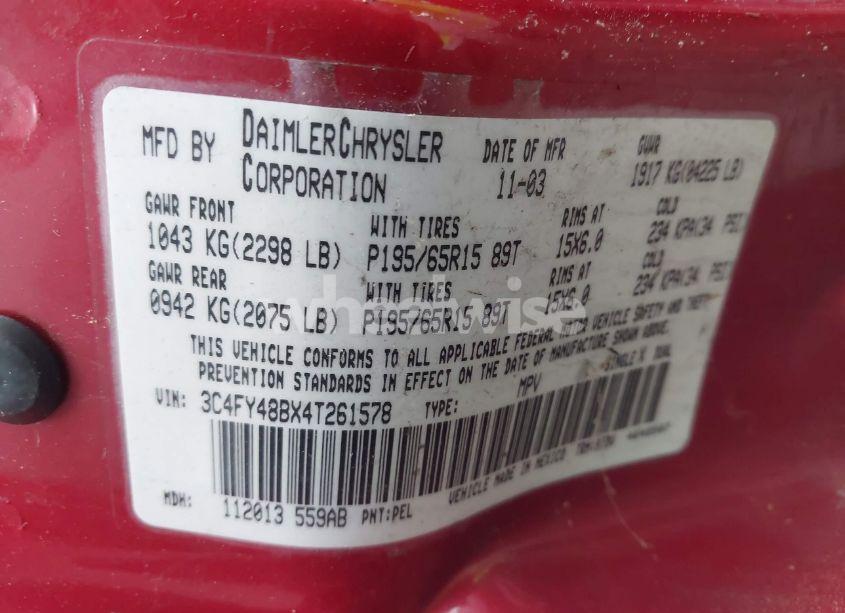 MFD BY DAIMLERCHRYSLER CORPORATION DATE OF MFR 11-03 GVWR 1917 KG(04225 LB)
GAWR FRONT WITH TIRES RIMS AT COLD
1043 KG(2298 LB) P195/65R15 89T 15X6.0 234 KPA(34 PSI
GAWR REAR WITH TIRES RIMS AT COLD
0942 KG(2075 LB) P195/65R15 89T 15X6.0 234 KPA(34 PSI
wheelwise
THIS VEHICLE CONFORMS TO ALL APPLICABLE FEDERAL MOTOR VEHICLE SAFETY AND THEFT
PREVENTION STANDARDS IN EFFECT ON THE DATE OF MANUFACTURE SHOWN ABOVE.
VIN: 3C4FY48BX4T261578 TYPE: MPV SINGLE X DUAL
MDH: 112013 559AB PNT:PEL VEHICLE MADE IN MEXICO